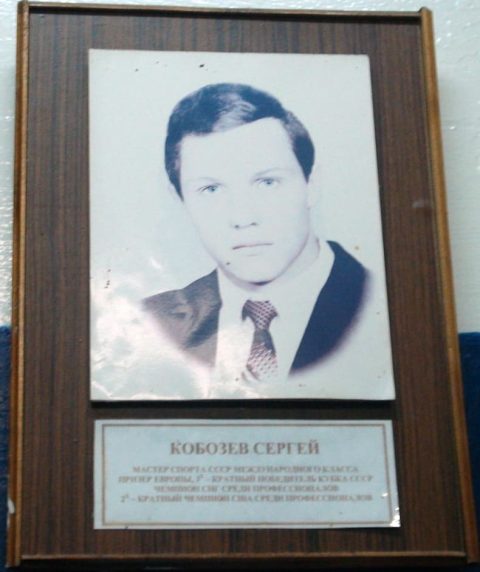 КОБОЗЕВ СЕРГЕЙ
МАСТЕР СПОРТА СССР МЕЖДУНАРОДНОГО КЛАССА
ПРИЗЕР ЕВРОПЫ, 3Х – КРАТНЫЙ ПОБЕДИТЕЛЬ КУБКА СССР
ЧЕМПИОН СНГ СРЕДИ ПРОФЕССИОНАЛОВ
2Х – КРАТНЫЙ ЧЕМПИОН США СРЕДИ ПРОФЕССИОНАЛОВ